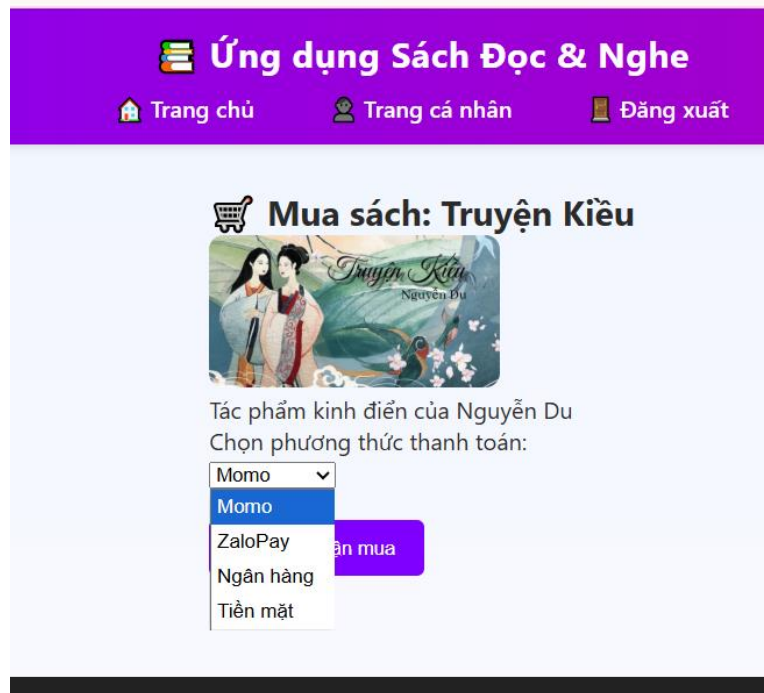 Ứng dụng Sách Đọc & Nghe
Trang chủ Trang cá nhân Đăng xuất
Mua sách: Truyện Kiều
Truyện Kiều
Nguyễn Du
Tác phẩm kinh điển của Nguyễn Du
Chọn phương thức thanh toán:
Momo
Momo
ZaloPay
mua
Ngân hàng
Tiền mặt